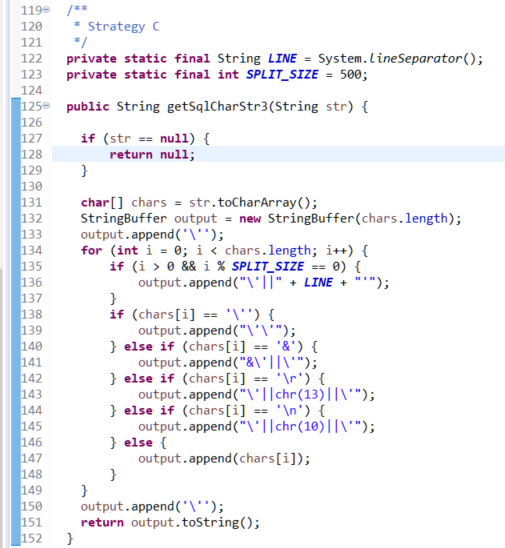 119 /**
120 * Strategy C
121 */
122 private static final String LINE = System.lineSeparator();
123 private static final int SPLIT_SIZE = 500;
124
125 public String getSqlCharStr3(String str) {
126
127 if (str == null) {
128 return null;
129 }
130
131 char[] chars = str.toCharArray();
132 StringBuffer output = new StringBuffer(chars.length);
133 output.append('\'');
134 for (int i = 0; i < chars.length; i++) {
135 if (i > 0 && i % SPLIT_SIZE == 0) {
136 output.append("\'||" + LINE + "'");
137 }
138 if (chars[i] == '\'') {
139 output.append("\'\'");
140 } else if (chars[i] == '&') {
141 output.append("&\'||\'");
142 } else if (chars[i] == '\r') {
143 output.append("\'||chr(13)||\'");
144 } else if (chars[i] == '\n') {
145 output.append("\'||chr(10)||\'");
146 } else {
147 output.append(chars[i]);
148 }
149 }
150 output.append('\'');
151 return output.toString();
152 }